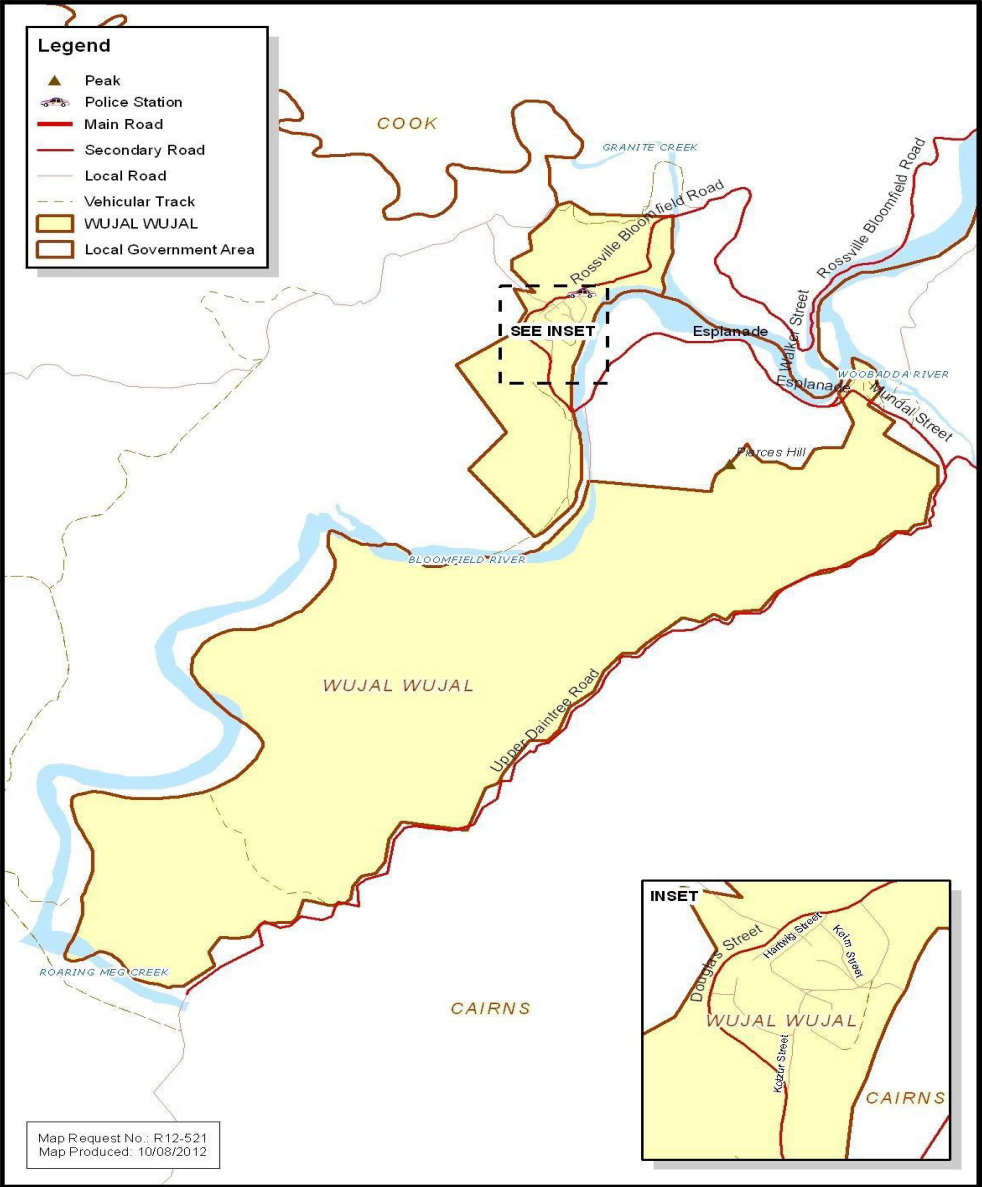 Legend
Peak
Police Station
Main Road
Secondary Road
Local Road
Vehicular Track
WUJAL WUJAL
Local Government Area
COOK
GRANITE CREEK
Rossville Bloomfield Road
Rossville Bloomfield Road
SEE INSET
Esplanade
Walker Street
Esplanade
WOOBADDA RIVER
Mundal Street
Pierces Hill
BLOOMFIELD RIVER
WUJAL WUJAL
Upper Daintree Road
ROARING MEG CREEK
CAIRNS
INSET
Douglas Street
Hartwig Street
Keim Street
WUJAL WUJAL
Kotzur Street
CAIRNS
Map Request No.: R12-521
Map Produced: 10/08/2012